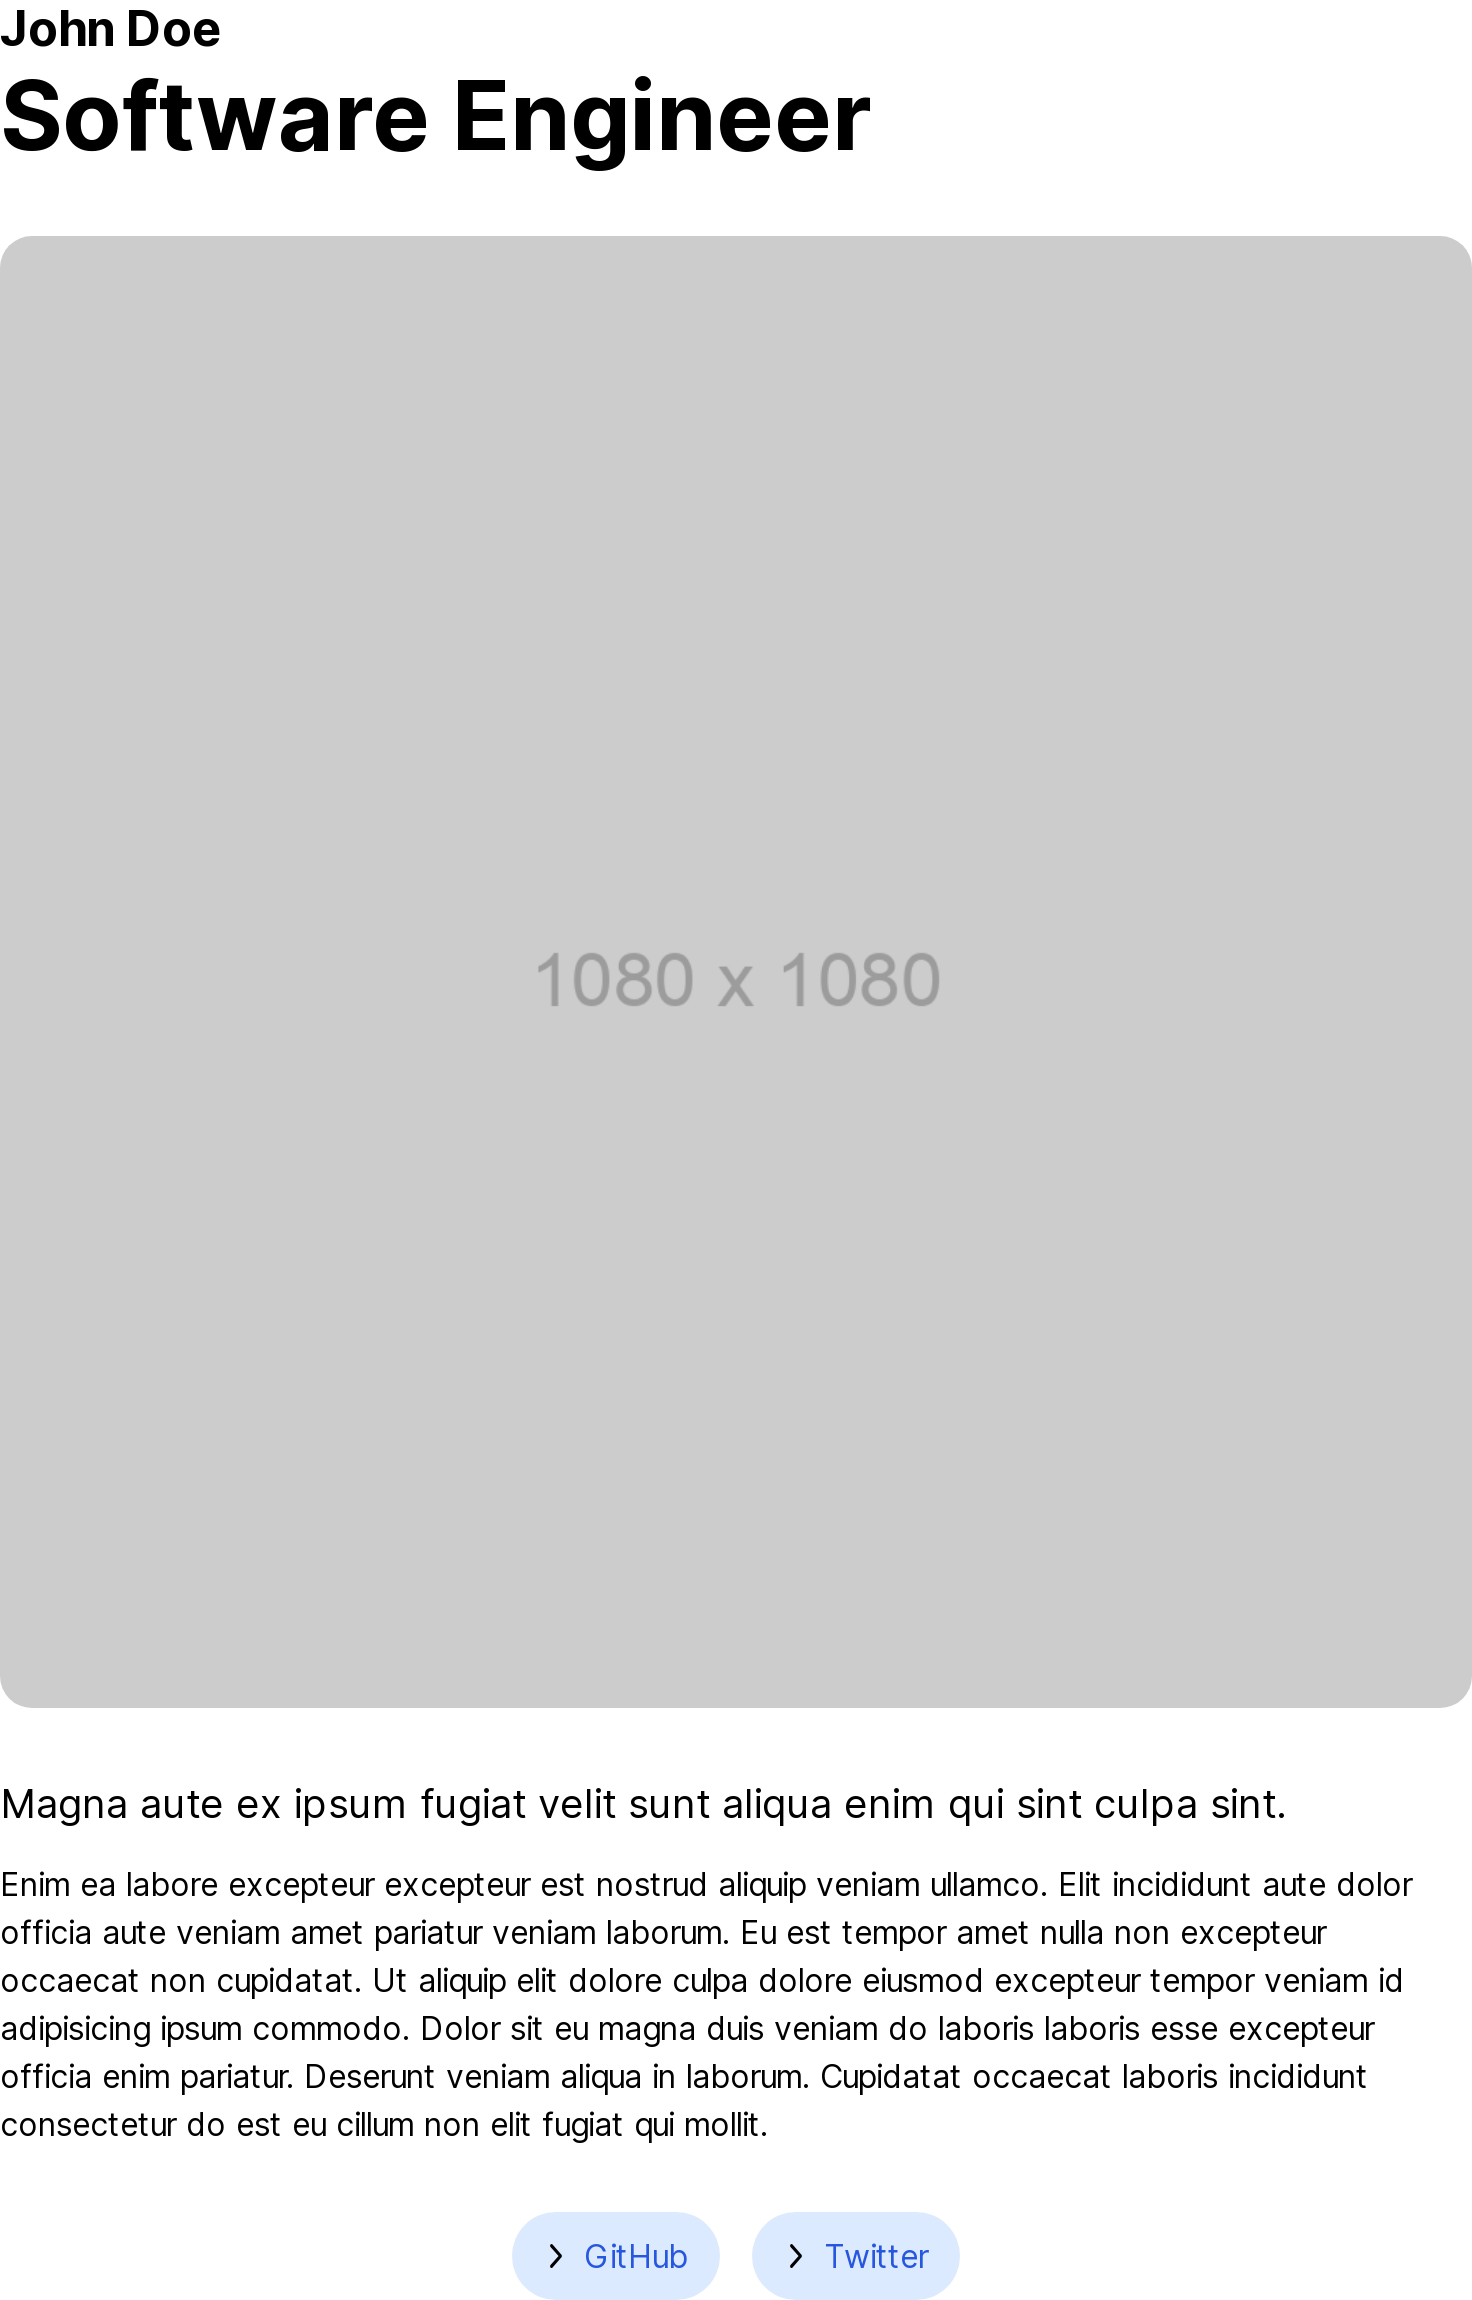 John Doe
Software Engineer
1080 x 1080
Magna aute ex ipsum fugiat velit sunt aliqua enim qui sint culpa sint.
Enim ea labore excepteur excepteur est nostrud aliquip veniam ullamco. Elit incididunt aute dolor
officia aute veniam amet pariatur veniam laborum. Eu est tempor amet nulla non excepteur
occaecat non cupidatat. Ut aliquip elit dolore culpa dolore eiusmod excepteur tempor veniam id
adipisicing ipsum commodo. Dolor sit eu magna duis veniam do laboris laboris esse excepteur
officia enim pariatur. Deserunt veniam aliqua in laborum. Cupidatat occaecat laboris incididunt
consectetur do est eu cillum non elit fugiat qui mollit.
GitHub Twitter